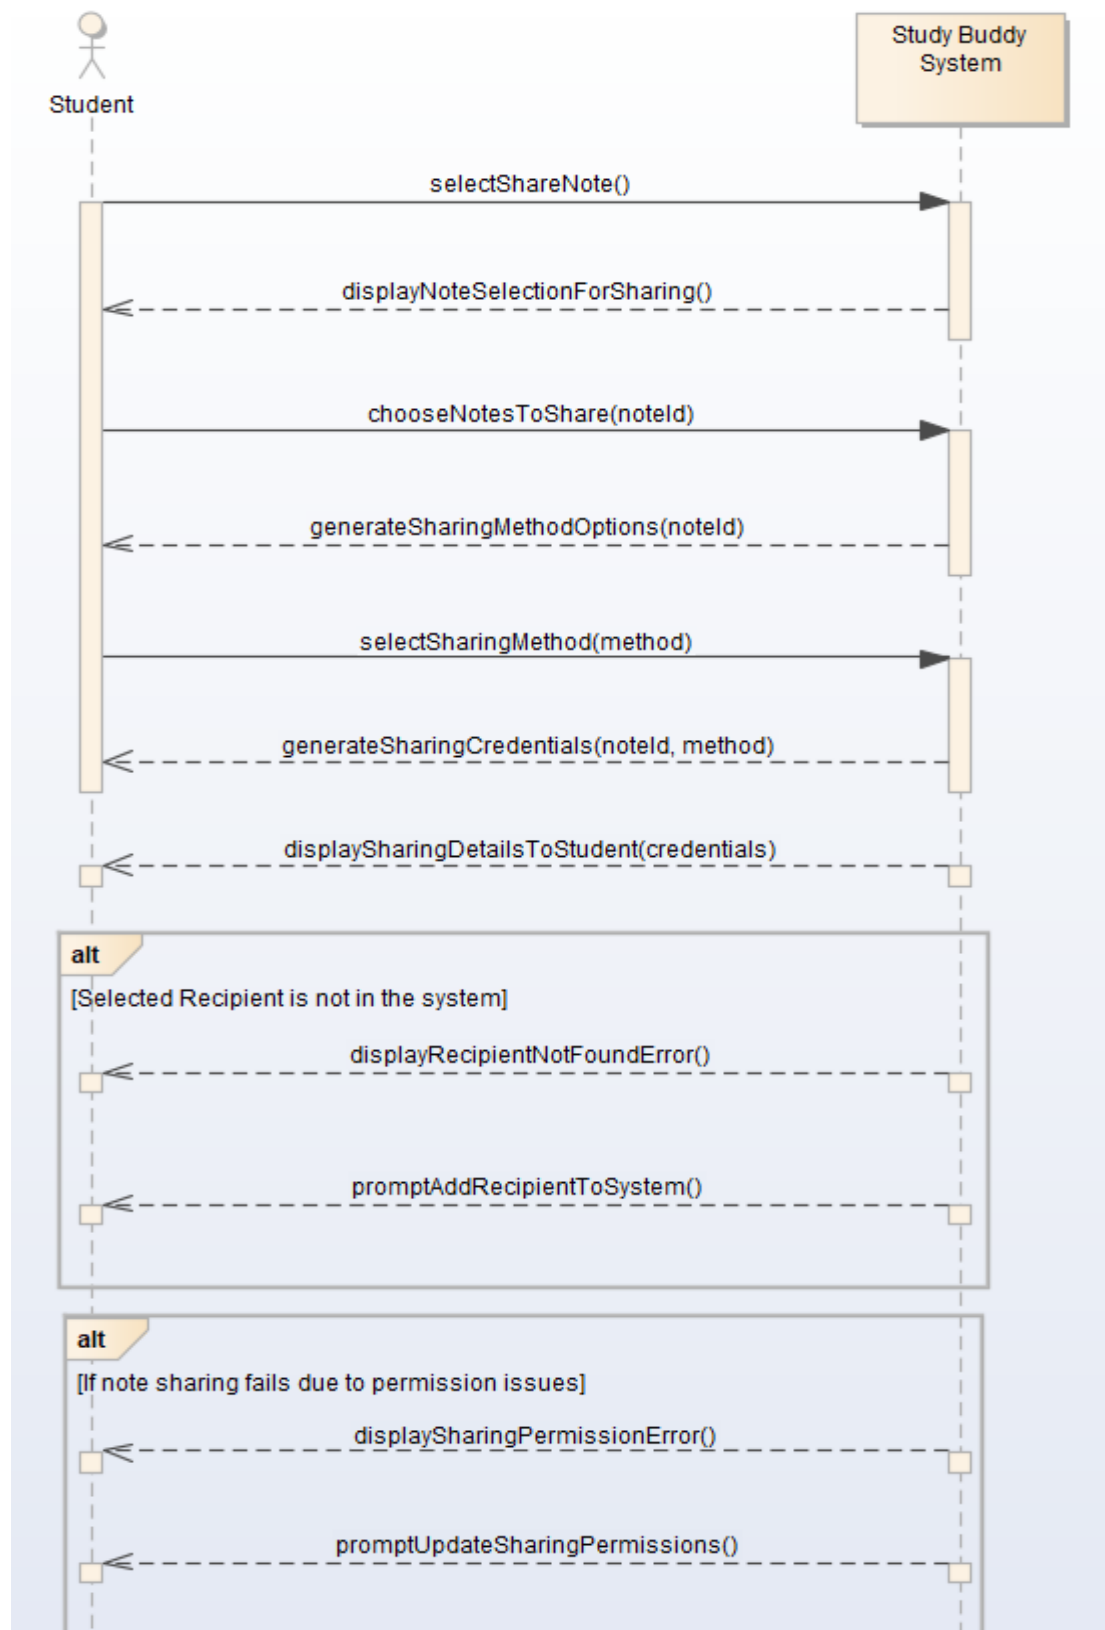 Student
Study Buddy
System
selectShareNote()
displayNoteSelectionForSharing()
chooseNotesToShare(noteId)
generateSharingMethodOptions(noteId)
selectSharingMethod(method)
generateSharingCredentials(noteId, method)
displaySharingDetailsToStudent(credentials)
alt
[Selected Recipient is not in the system]
displayRecipientNotFoundError()
promptAddRecipientToSystem()
alt
[If note sharing fails due to permission issues]
displaySharingPermissionError()
promptUpdateSharingPermissions()